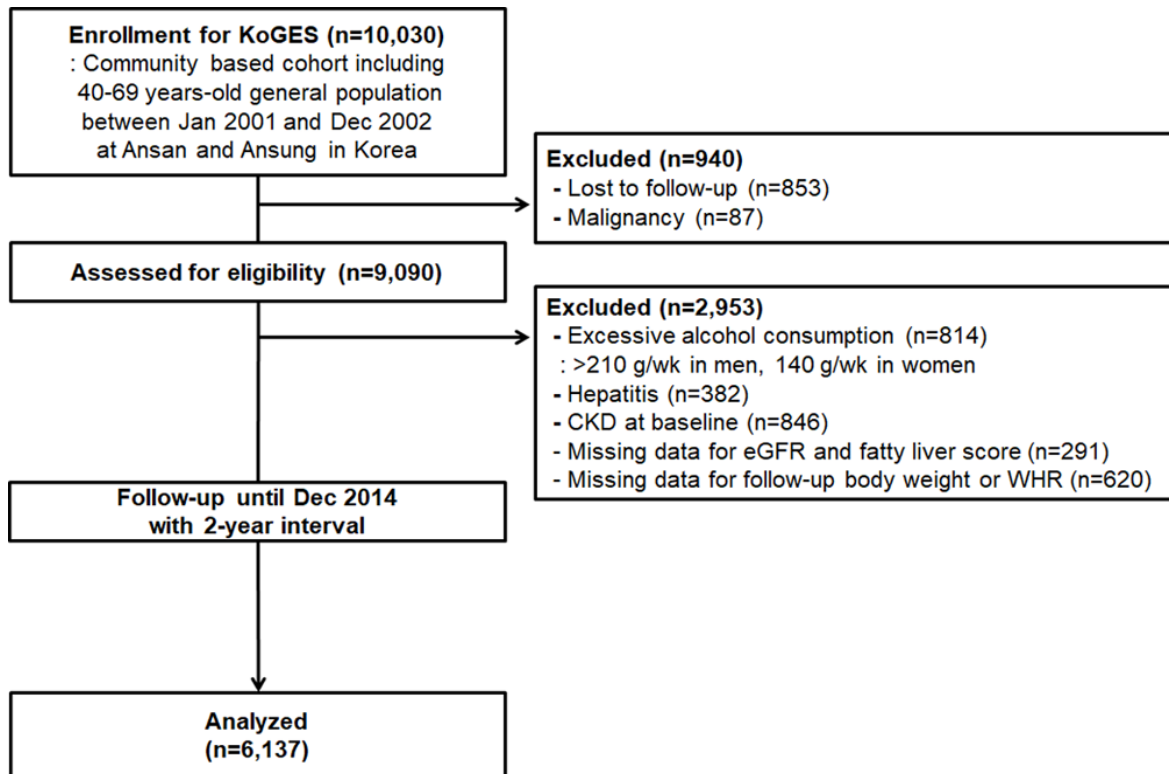 Enrollment for KoGES (n=10,030)
: Community based cohort including
40-69 years-old general population
between Jan 2001 and Dec 2002
at Ansan and Ansung in Korea
Excluded (n=940)
- Lost to follow-up (n=853)
- Malignancy (n=87)
Assessed for eligibility (n=9,090)
Excluded (n=2,953)
- Excessive alcohol consumption (n=814)
: >210 g/wk in men, 140 g/wk in women
- Hepatitis (n=382)
- CKD at baseline (n=846)
- Missing data for eGFR and fatty liver score (n=291)
- Missing data for follow-up body weight or WHR (n=620)
Follow-up until Dec 2014
with 2-year interval
Analyzed
(n=6,137)